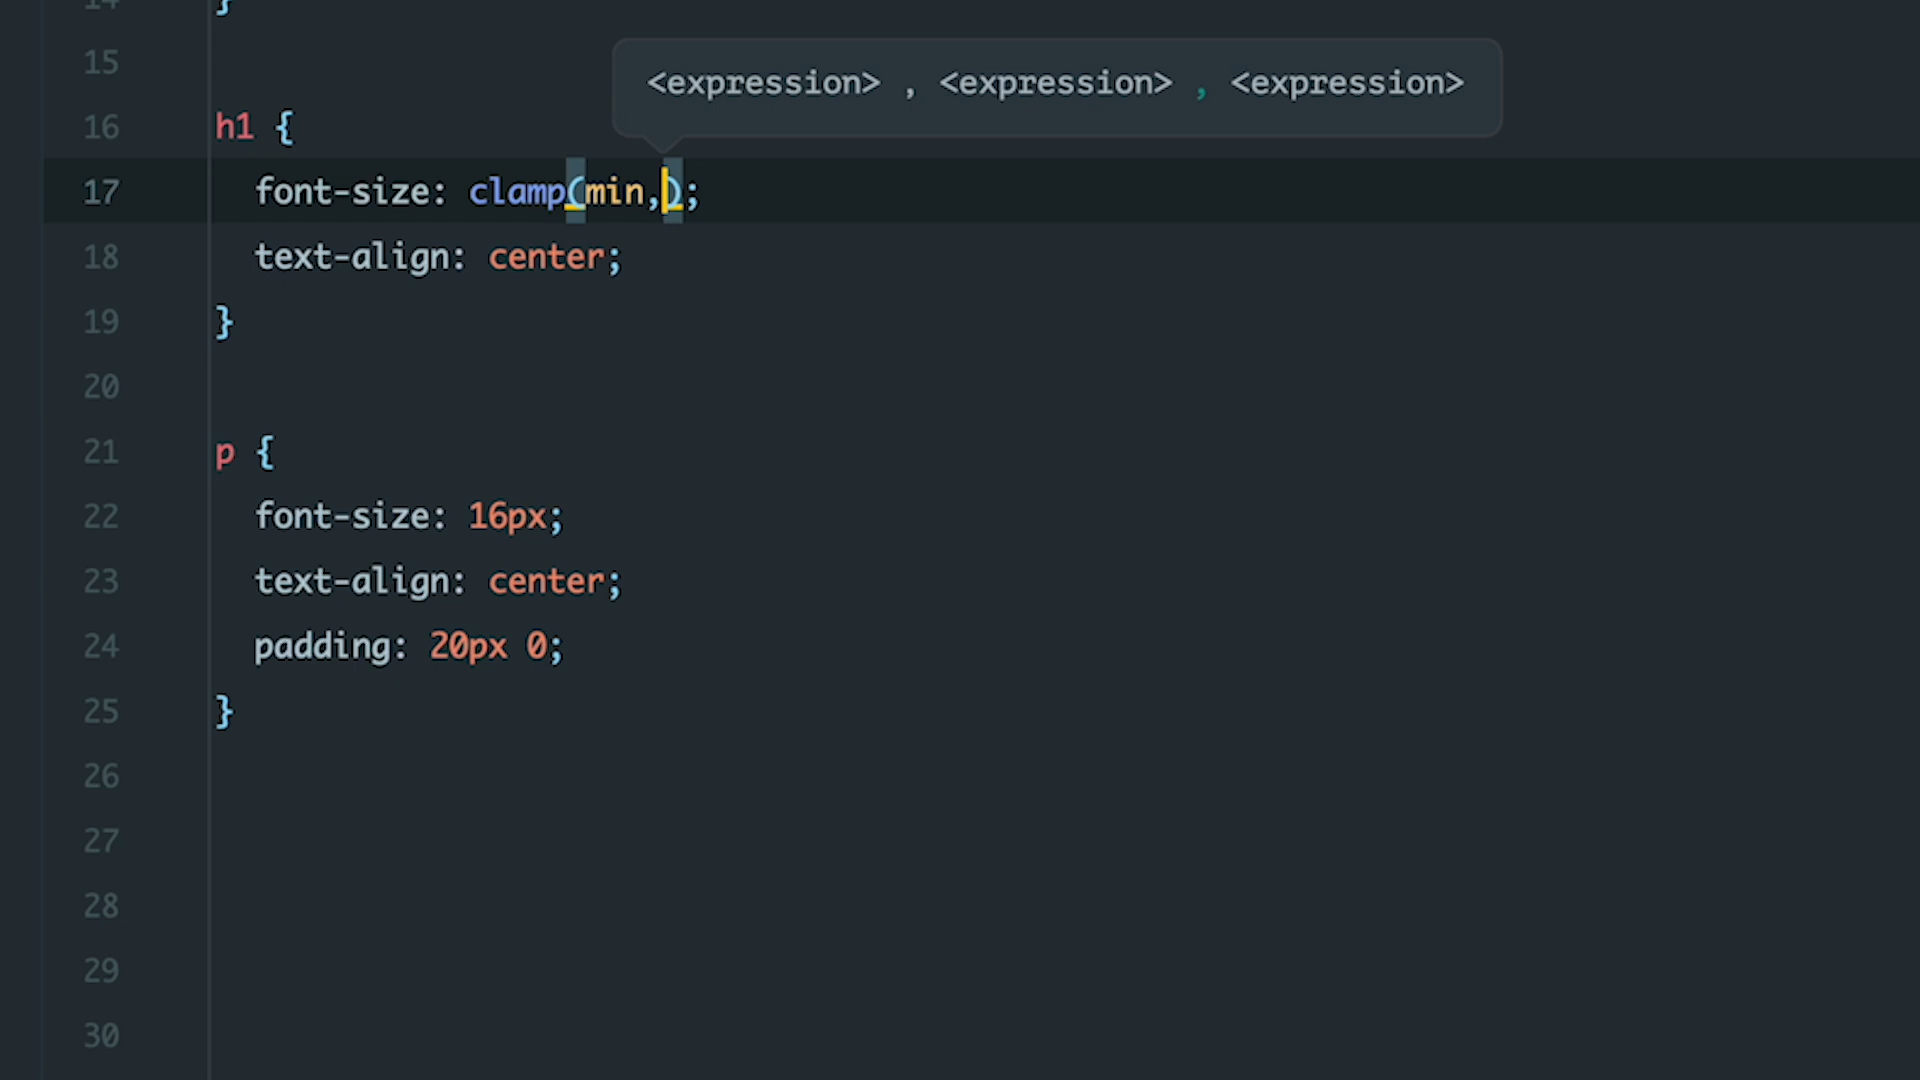 14 }
15
<expression> , <expression> , <expression>
16 h1 {
17 font-size: clamp(min,);
18 text-align: center;
19 }
20
21 p {
22 font-size: 16px;
23 text-align: center;
24 padding: 20px 0;
25 }
26
27
28
29
30